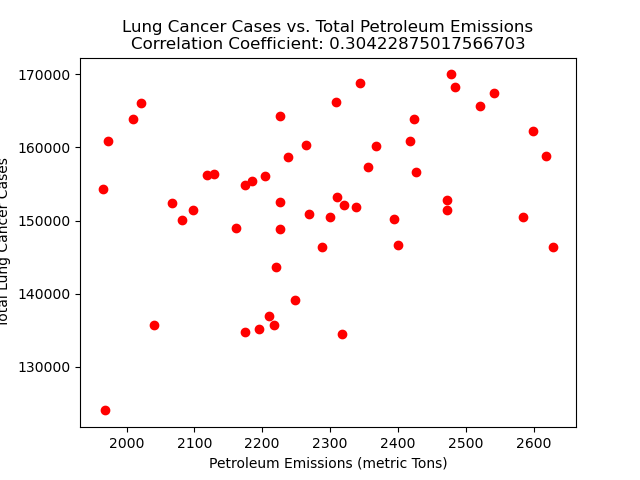 Lung Cancer Cases vs. Total Petroleum Emissions
Correlation Coefficient: 0.30422875017566703
170000
160000
150000
140000
130000
Total Lung Cancer Cases
2000 2100 2200 2300 2400 2500 2600
Petroleum Emissions (metric Tons)